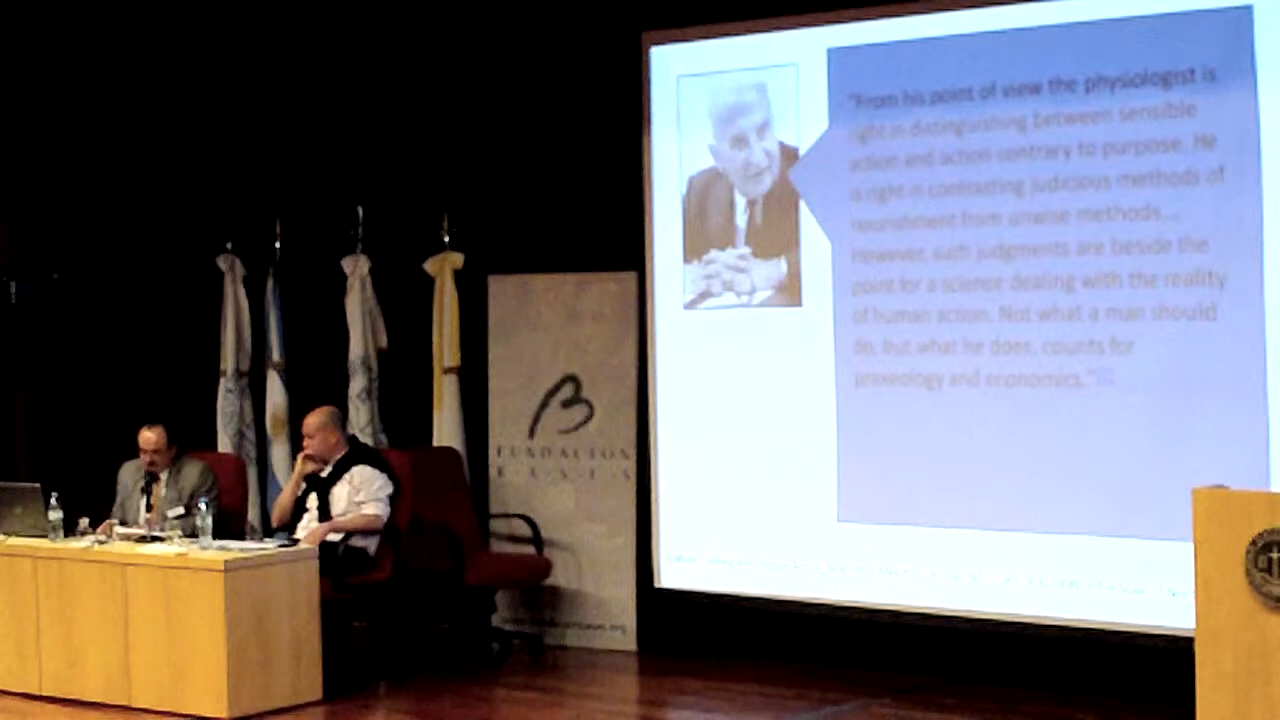 "From his point of view the physiologist is
right in distinguishing between sensible
action and action contrary to purpose. He
is right in contrasting judicious methods of
nourishment from unwise methods...
However, such judgments are beside the
point for a science dealing with the reality
of human action. Not what a man should
do, but what he does, counts for
praxeology and economics."
FUNDACION
B·A·S·E·S